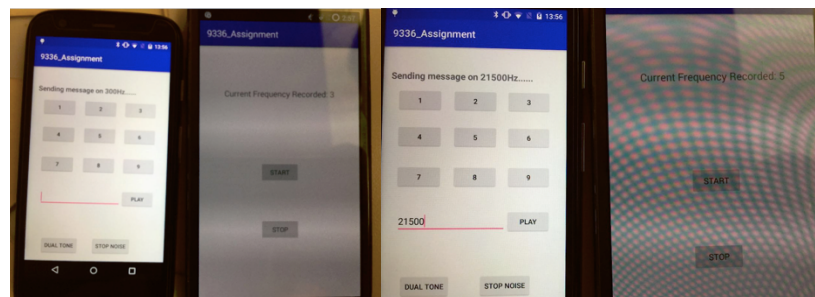 13:56
9336_Assignment
Sending message on 300Hz......
1 2 3
4 5 6
7 8 9
PLAY
DUAL TONE STOP NOISE
9336_Assignment
Current Frequency Recorded: 3
START
STOP
13:56
9336_Assignment
Sending message on 21500Hz......
1 2 3
4 5 6
7 8 9
21500 PLAY
DUAL TONE STOP NOISE
Current Frequency Recorded: 5
START
STOP